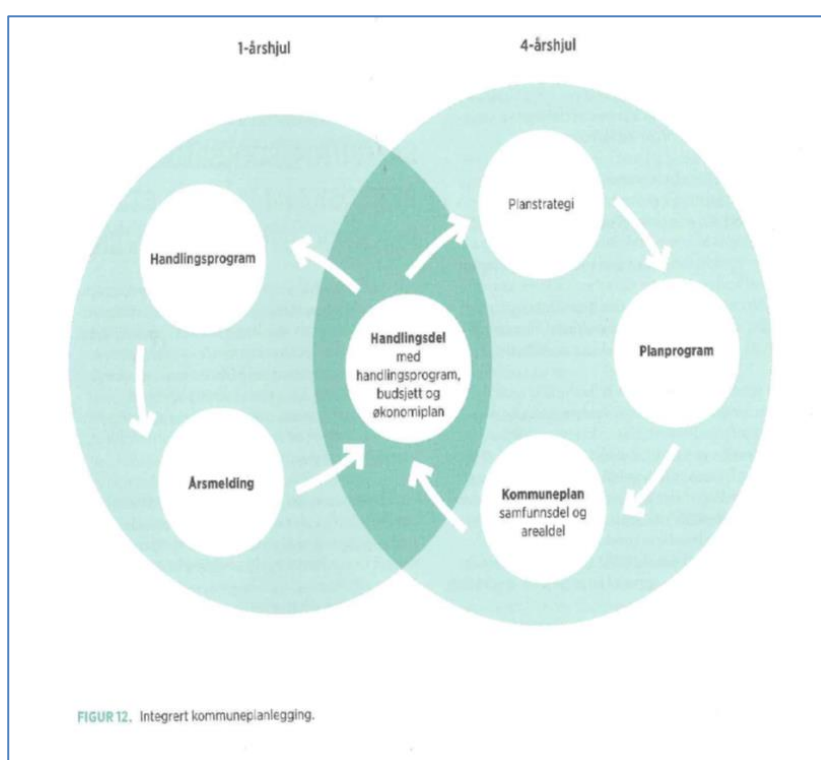 1-årshjul
4-årshjul
Planstrategi
Handlingsprogram
Handlingsdel
med
handlingsprogram,
budsjett og
økonomiplan
Planprogram
Årsmelding
Kommuneplan
samfunnsdel og
arealdel
FIGUR 12. Integrert kommuneplanlegging.